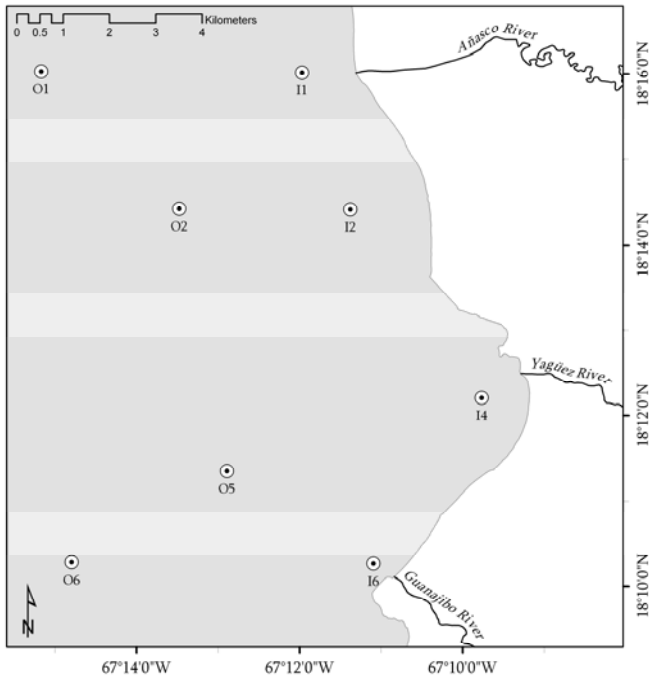 Kilometers
0 0.5 1 2 3 4
Añasco River
18°16'0"N
O1
I1
O2
I2
18°14'0"N
Yagüez River
I4
18°12'0"N
O5
O6
I6
18°10'0"N
Guanajibo River
N
67°14'0"W 67°12'0"W 67°10'0"W